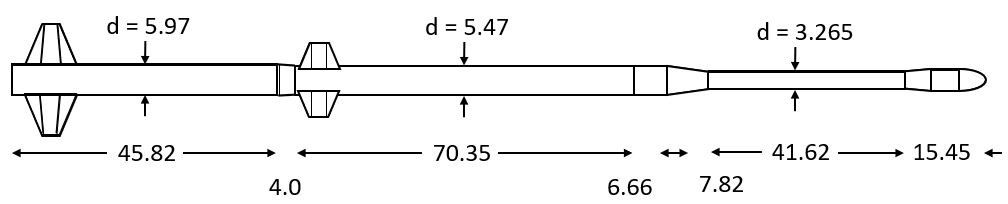 d = 5.97
d = 5.47
d = 3.265
45.82
70.35
41.62
15.45
4.0
6.66
7.82